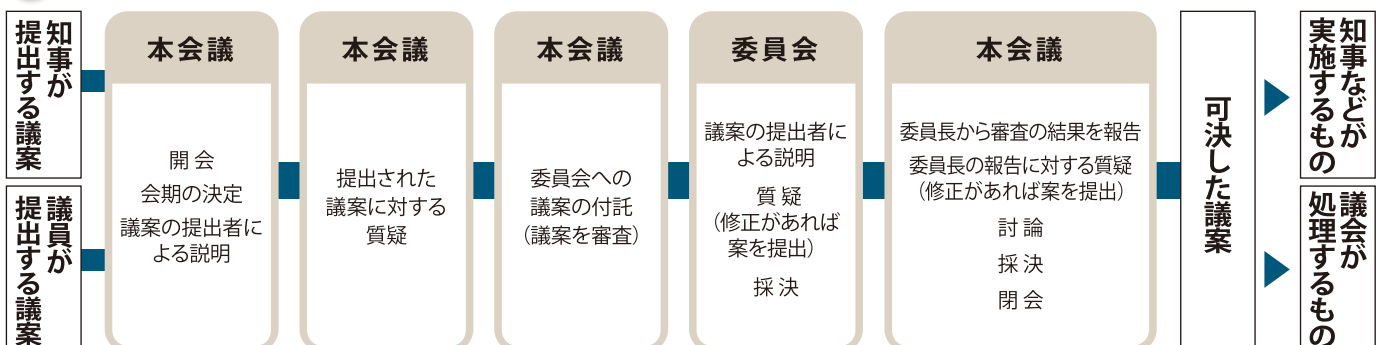 知事が
提出する議案
議員が
提出する議案
本会議
開会
会期の決定
議案の提出者に
よる説明
本会議
提出された
議案に対する
質疑
本会議
委員会への
議案の付託
(議案を審査)
委員会
議案の提出者に
よる説明
質疑
(修正があれば
案を提出)
採決
本会議
委員長から審査の結果を報告
委員長の報告に対する質疑
(修正があれば案を提出)
討論
採決
閉会
可決した議案
知事などが
実施するもの
議会が
処理するもの